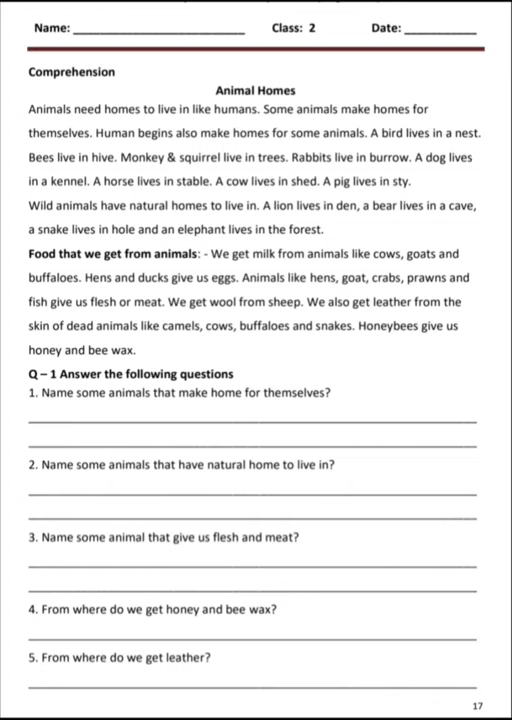 Name: ____________________________ Class: 2 Date: ____________
Comprehension
Animal Homes
Animals need homes to live in like humans. Some animals make homes for
themselves. Human begins also make homes for some animals. A bird lives in a nest.
Bees live in hive. Monkey & squirrel live in trees. Rabbits live in burrow. A dog lives
in a kennel. A horse lives in stable. A cow lives in shed. A pig lives in sty.
Wild animals have natural homes to live in. A lion lives in den, a bear lives in a cave,
a snake lives in hole and an elephant lives in the forest.
Food that we get from animals: - We get milk from animals like cows, goats and
buffaloes. Hens and ducks give us eggs. Animals like hens, goat, crabs, prawns and
fish give us flesh or meat. We get wool from sheep. We also get leather from the
skin of dead animals like camels, cows, buffaloes and snakes. Honeybees give us
honey and bee wax.
Q – 1 Answer the following questions
1. Name some animals that make home for themselves?
2. Name some animals that have natural home to live in?
3. Name some animal that give us flesh and meat?
4. From where do we get honey and bee wax?
5. From where do we get leather?
17